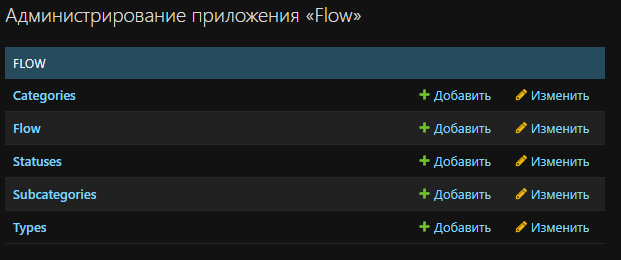 Администрирование приложения «Flow»
FLOW
Categories Добавить Изменить
Flow Добавить Изменить
Statuses Добавить Изменить
Subcategories Добавить Изменить
Types Добавить Изменить